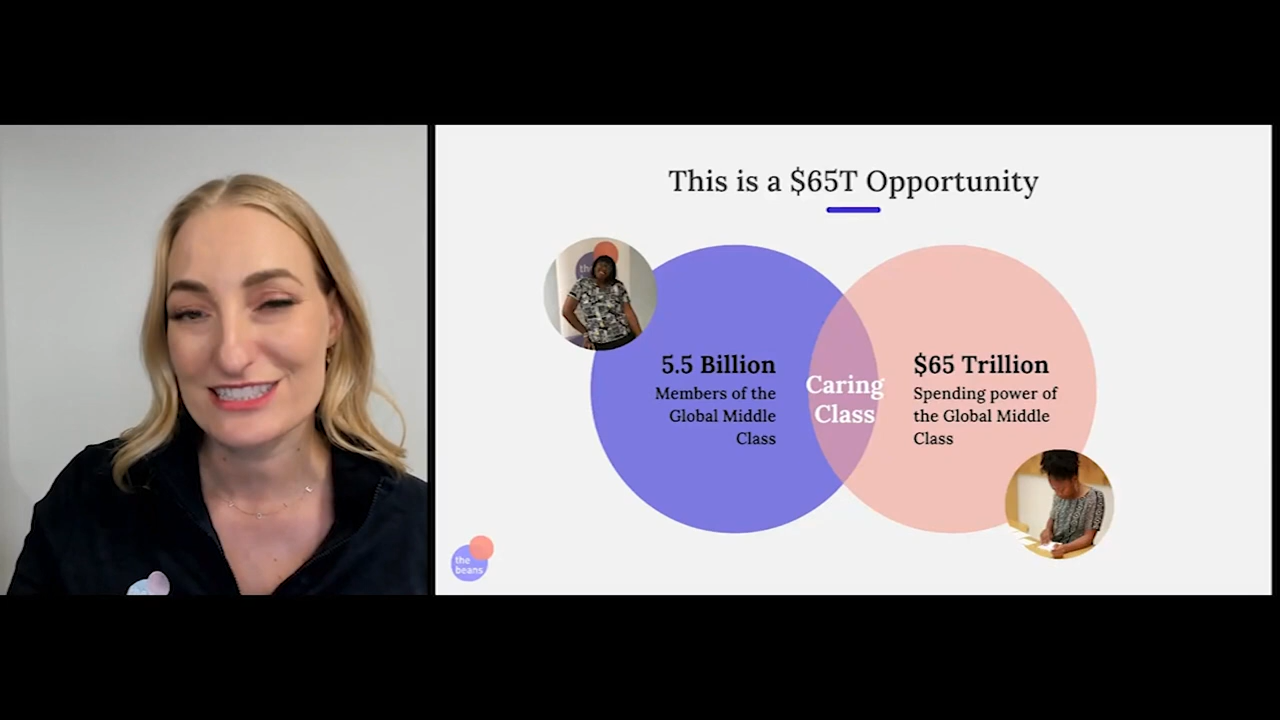 This is a $65T Opportunity
5.5 Billion
Members of the
Global Middle
Class
Caring
Class
$65 Trillion
Spending power of
the Global Middle
Class
the
beans